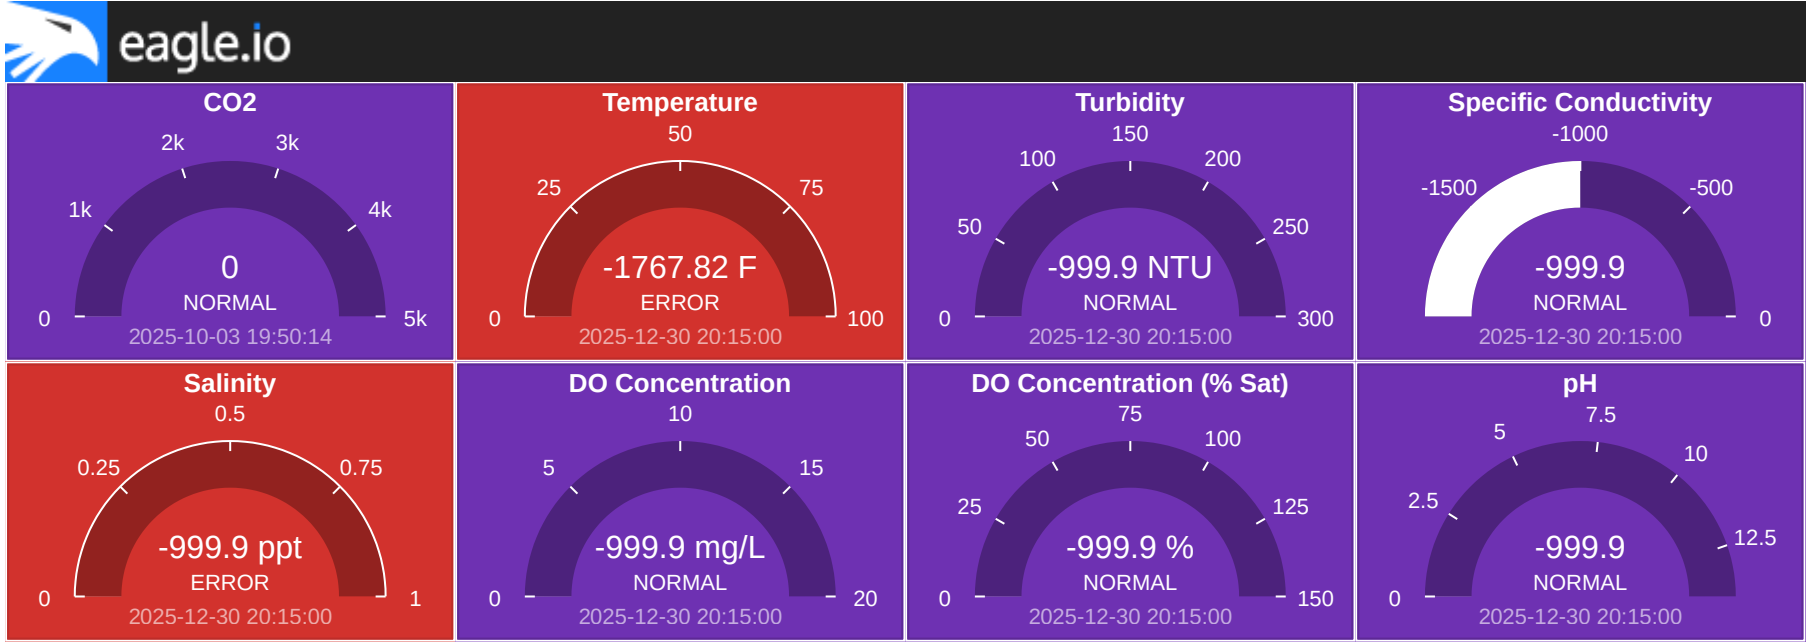 eagle.io
CO2
2k
3k
1k
4k
0
NORMAL
0
5k
2025-10-03 19:50:14
Temperature
50
25
75
-1767.82 F
ERROR
0
100
2025-12-30 20:15:00
Turbidity
150
100
200
50
250
-999.9 NTU
NORMAL
0
300
2025-12-30 20:15:00
Specific Conductivity
-1000
-1500
-500
-999.9
NORMAL
0
2025-12-30 20:15:00
Salinity
0.5
0.25
0.75
-999.9 ppt
ERROR
0
1
2025-12-30 20:15:00
DO Concentration
10
5
15
-999.9 mg/L
NORMAL
0
20
2025-12-30 20:15:00
DO Concentration (% Sat)
75
50
100
25
125
-999.9 %
NORMAL
0
150
2025-12-30 20:15:00
pH
7.5
5
10
2.5
12.5
-999.9
NORMAL
0
2025-12-30 20:15:00